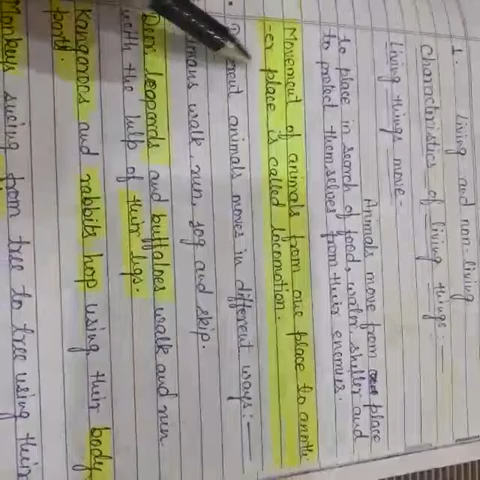 1. Living and non-living
Characteristics of living things.
Living things move-
Animals move from place
to place in search of food, water shelter and
to protect themselves from their enemies.
Movement of animals from one place to anoth
-er place is called locomotion.
animals moves in different ways:-
walk, run, jog and skip.
Deer leopards and buffaloes walk and run
with the help of their legs.
Kangaroos and rabbits hop using their body
Monkeys swing from tree to tree using their